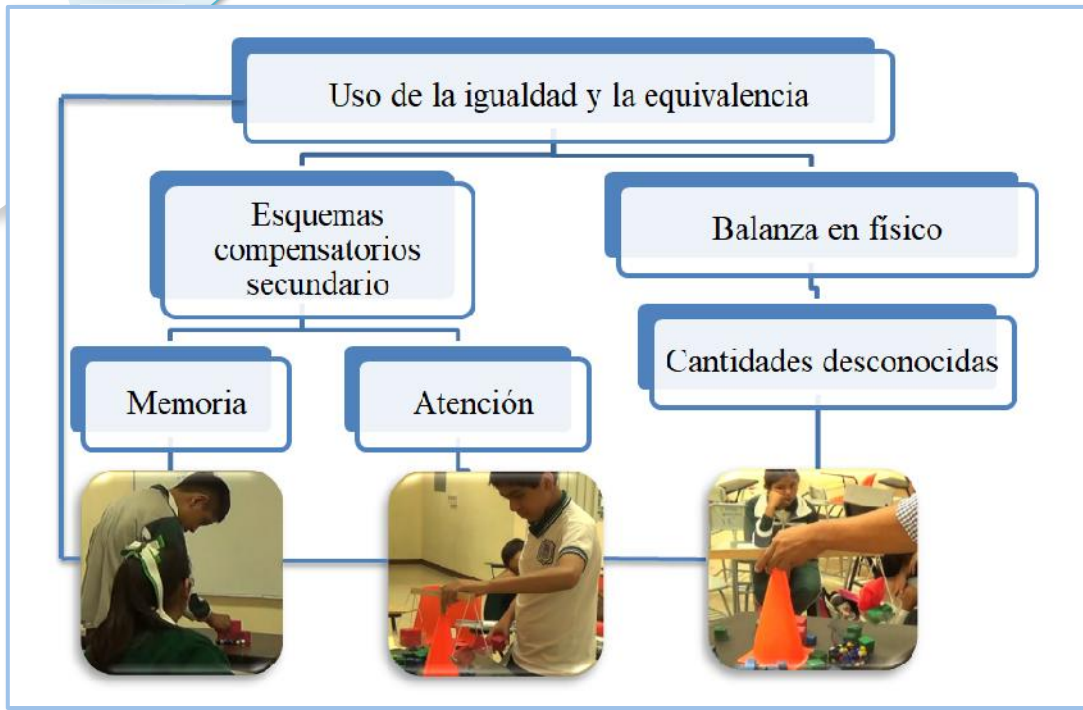 Uso de la igualdad y la equivalencia
Esquemas
compensatorios
secundario
Balanza en físico
Memoria
Atención
Cantidades desconocidas